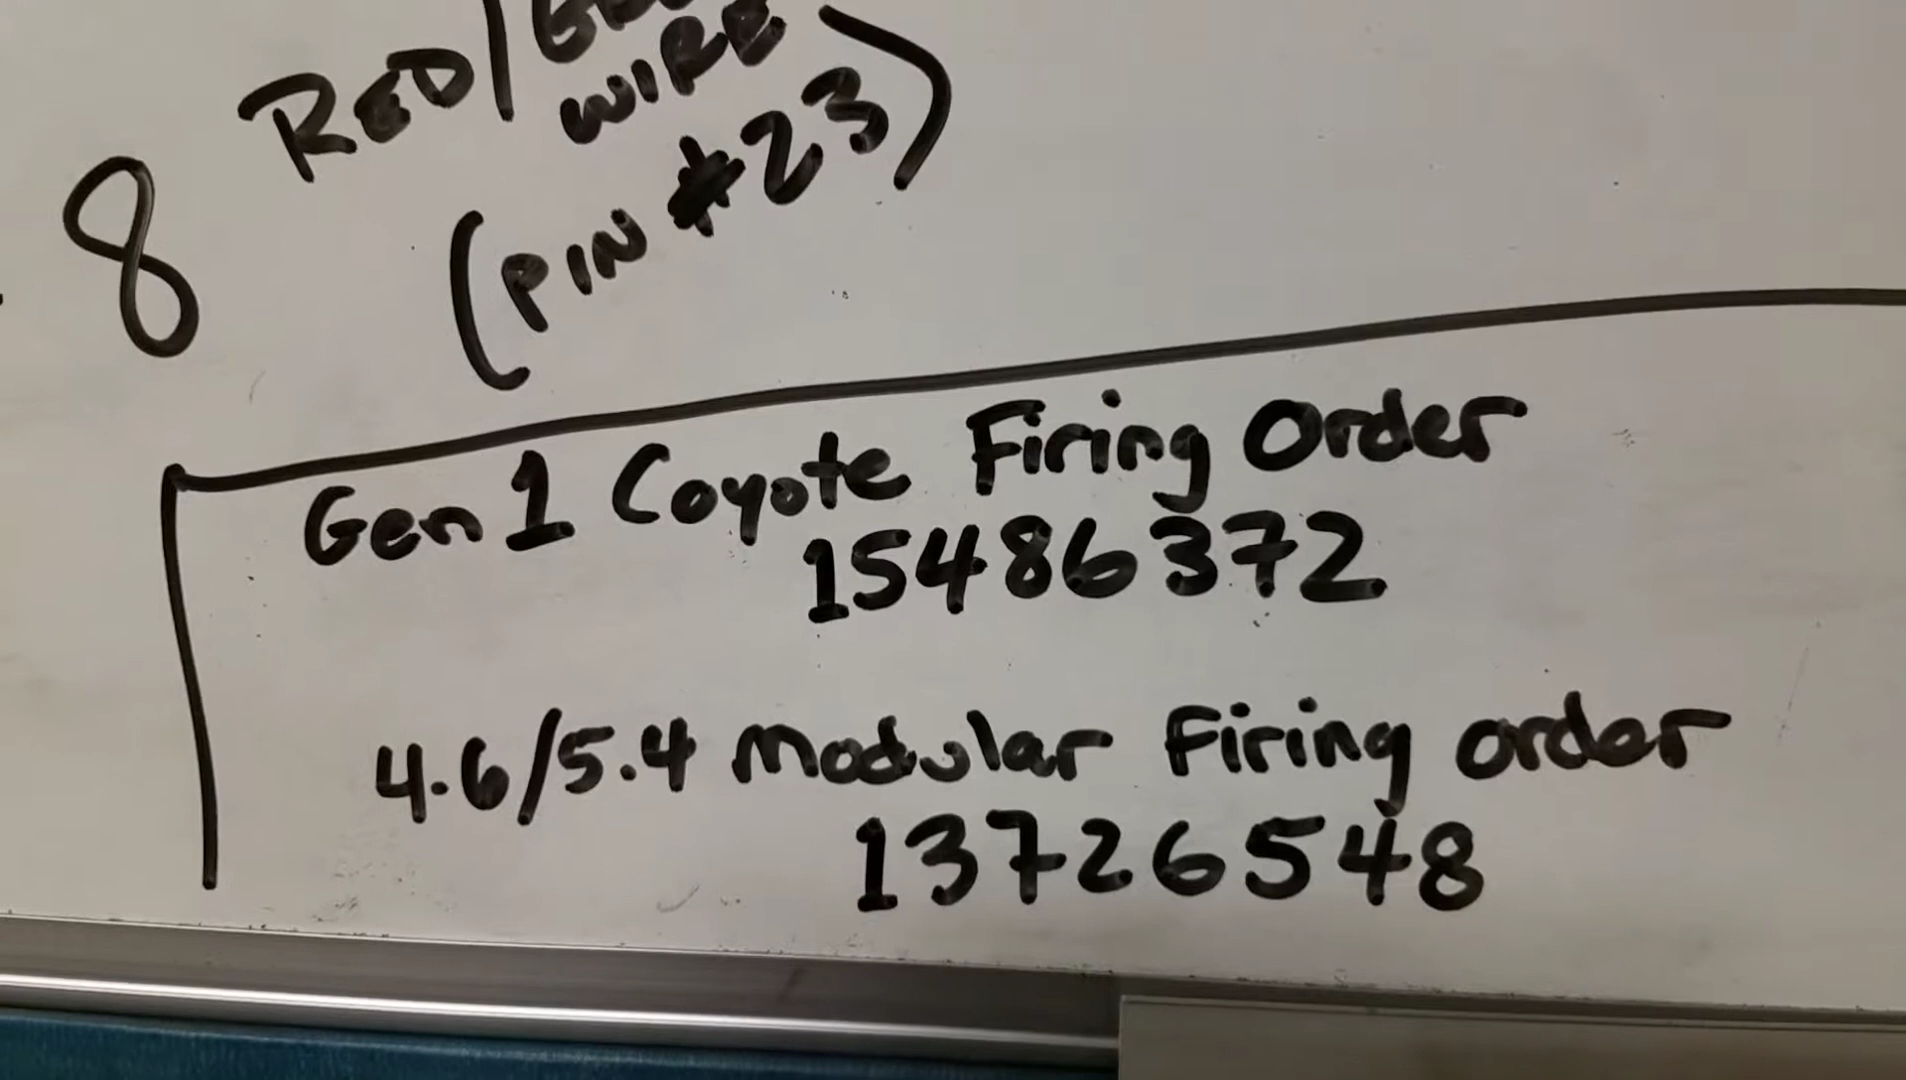 RED/
WIRE
8
(PIN #23)
Gen 1 Coyote Firing Order
15486372
4.6/5.4 Modular Firing order
13726548